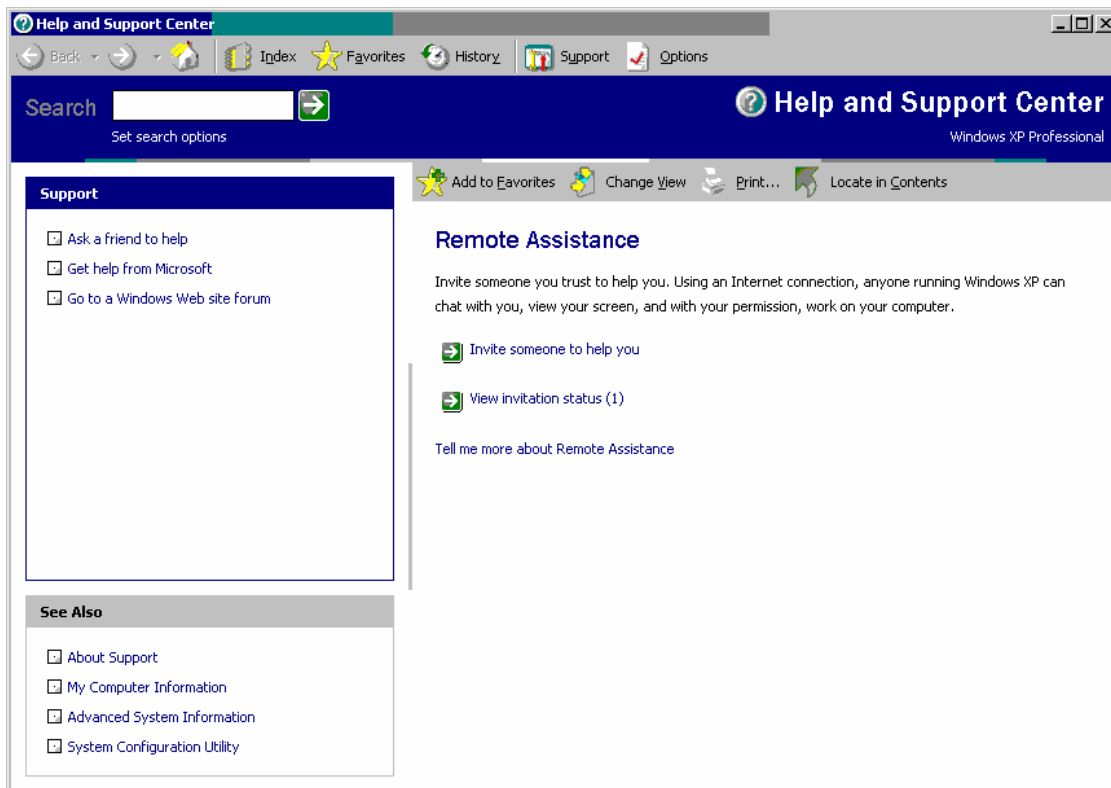 Help and Support Center
Back Index Favorites History Support Options
Search
Help and Support Center
Set search options
Windows XP Professional
Support
Add to Favorites Change View Print... Locate in Contents
Ask a friend to help
Get help from Microsoft
Go to a Windows Web site forum
Remote Assistance
Invite someone you trust to help you. Using an Internet connection, anyone running Windows XP can
chat with you, view your screen, and with your permission, work on your computer.
Invite someone to help you
View invitation status (1)
Tell me more about Remote Assistance
See Also
About Support
My Computer Information
Advanced System Information
System Configuration Utility